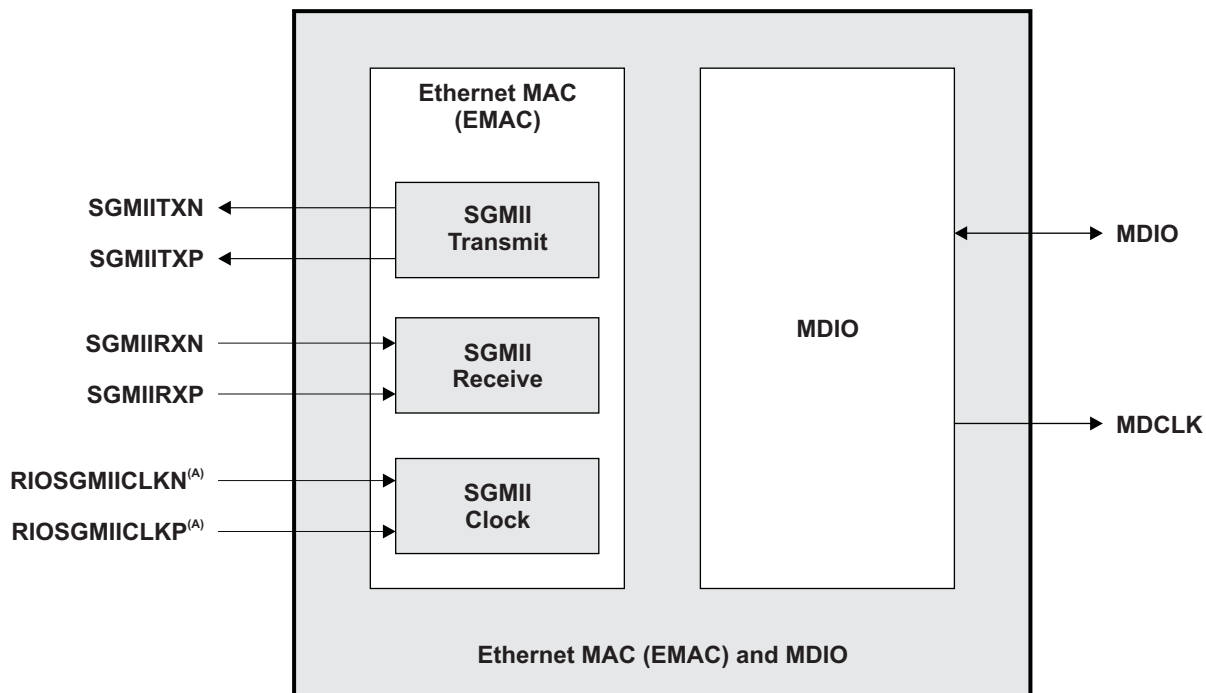 Ethernet MAC
(EMAC)
SGMIITXN
SGMIITXP
SGMII
Transmit
SGMIIRXN
SGMIIRXP
SGMII
Receive
RIOSGMIICLKN(A)
RIOSGMIICLKP(A)
SGMII
Clock
MDIO
MDIO
MDCLK
Ethernet MAC (EMAC) and MDIO